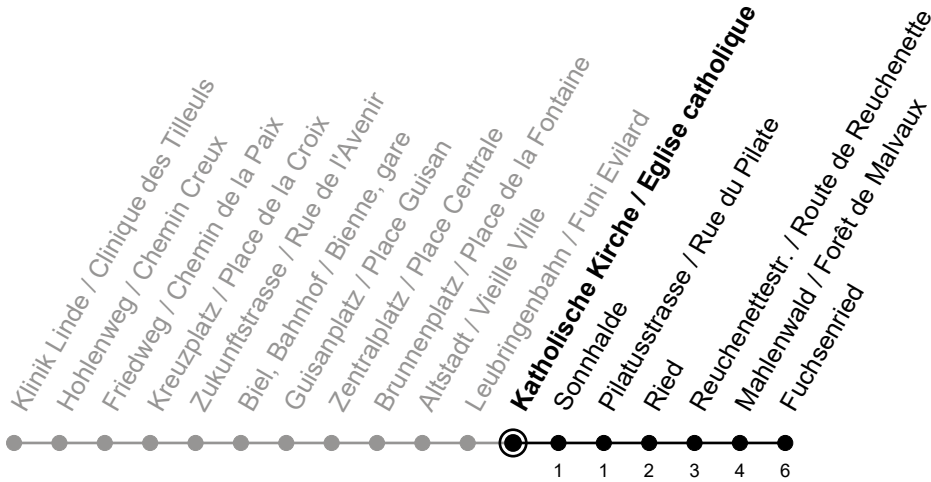 Klinik Linde / Clinique des Tilleuls
Hohlenweg / Chemin Creux
Friedweg / Chemin de la Paix
Kreuzplatz / Place de la Croix
Zukunftstrasse / Rue de l'Avenir
Biel, Bahnhof / Bienne, gare
Guisanplatz / Place Guisan
Zentralplatz / Place Centrale
Brunnenplatz / Place de la Fontaine
Altstadt / Vieille Ville
Leubringenbahn / Funi Evilard
Katholische Kirche / Eglise catholique
Sonnhalde
Pilatusstrasse / Rue du Pilate
Ried
Reuchenettestr. / Route de Reuchenette
Mahlenwald / Forêt de Malvaux
Fuchsenried
1 1 2 3 4 6